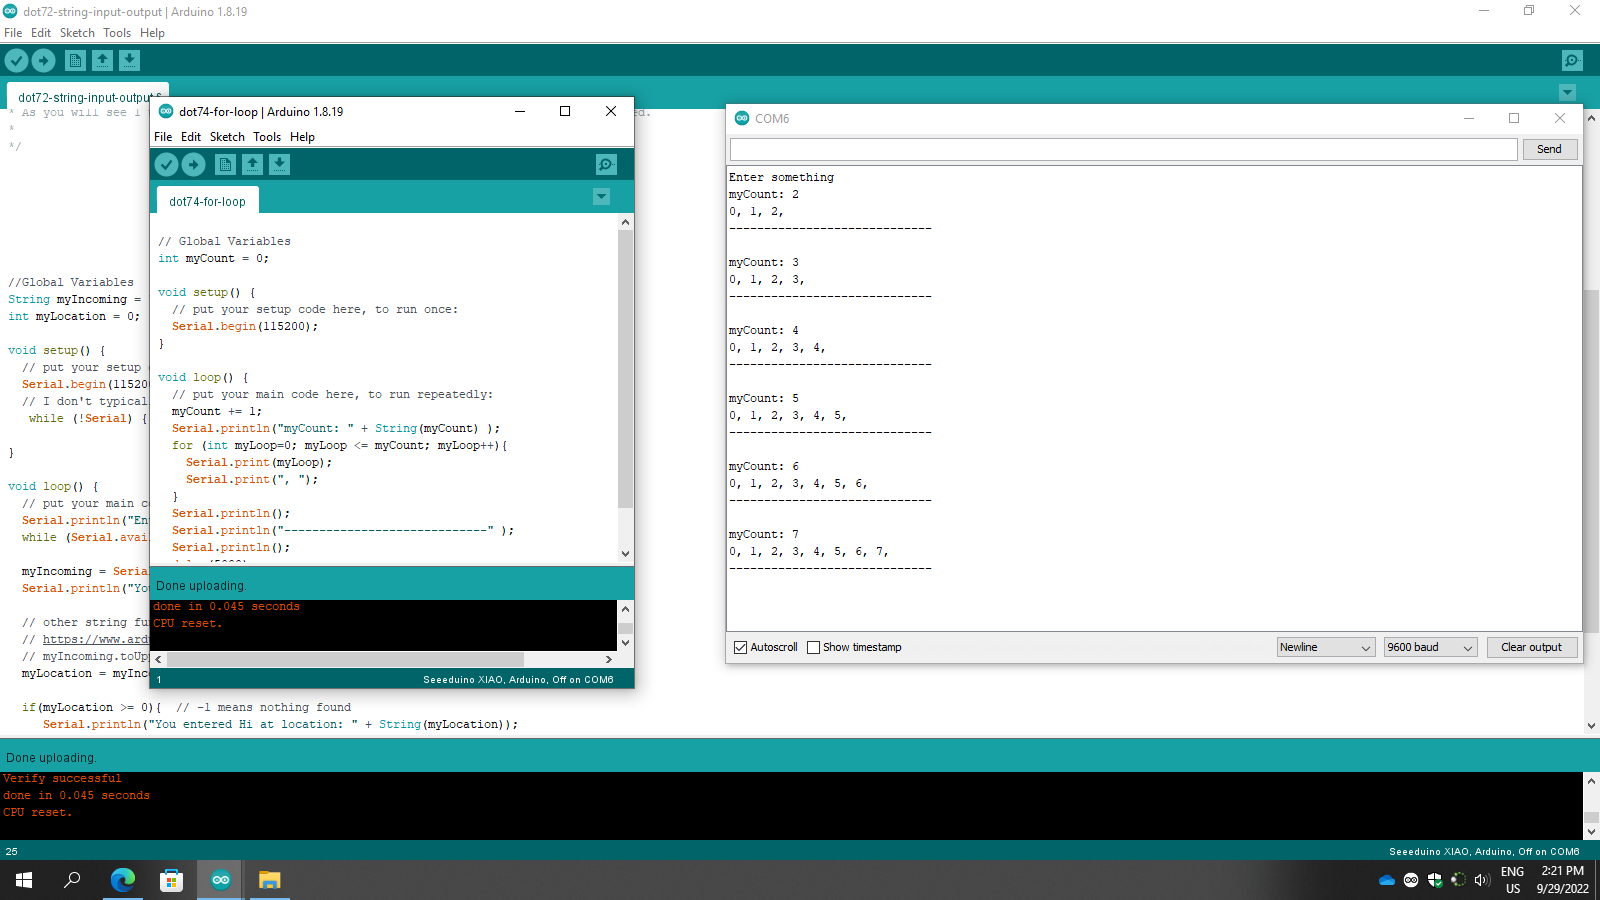 dot72-string-input-output | Arduino 1.8.19
File Edit Sketch Tools Help
dot72-string-input-output
* As you will see I
*
*/
//Global Variables
String myIncoming =
int myLocation = 0;
void setup() {
// put your setup
Serial.begin(115200
// I don't typical
while (!Serial) {
}
void loop() {
// put your main
Serial.println("En
while (Serial.avai
myIncoming = Seria
Serial.println("Yo
// other string fu
// https://www.ard
// myIncoming.toUp
myLocation = myInc
if(myLocation >= 0){ // -1 means nothing found
Serial.println("You entered Hi at location: " + String(myLocation));
Done uploading.
Verify successful
done in 0.045 seconds
CPU reset.
25
Seeeduino XIAO, Arduino, Off on COM6
dot74-for-loop | Arduino 1.8.19
File Edit Sketch Tools Help
dot74-for-loop
// Global Variables
int myCount = 0;
void setup() {
// put your setup code here, to run once:
Serial.begin(115200);
}
void loop() {
// put your main code here, to run repeatedly:
myCount += 1;
Serial.println("myCount: " + String(myCount) );
for (int myLoop=0; myLoop <= myCount; myLoop++){
Serial.print(myLoop);
Serial.print(", ");
}
Serial.println();
Serial.println("-----------------------------" );
Serial.println();
Done uploading.
done in 0.045 seconds
CPU reset.
1
Seeeduino XIAO, Arduino, Off on COM6
COM6
Send
Enter something
myCount: 2
0, 1, 2,
-----------------------------
myCount: 3
0, 1, 2, 3,
-----------------------------
myCount: 4
0, 1, 2, 3, 4,
-----------------------------
myCount: 5
0, 1, 2, 3, 4, 5,
-----------------------------
myCount: 6
0, 1, 2, 3, 4, 5, 6,
-----------------------------
myCount: 7
0, 1, 2, 3, 4, 5, 6, 7,
-----------------------------
Autoscroll Show timestamp Newline 9600 baud Clear output
ENG
US
2:21 PM
9/29/2022